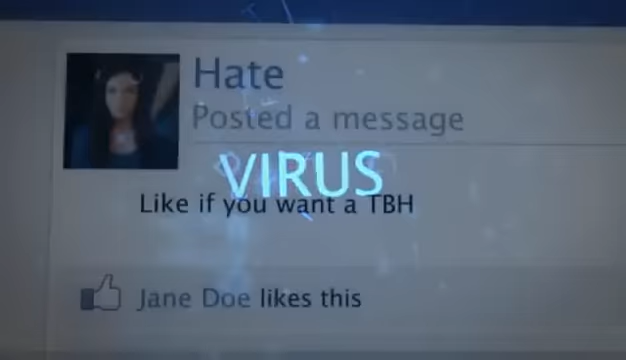 Hate
Posted a message
VIRUS
Like if you want a TBH
Jane Doe likes this